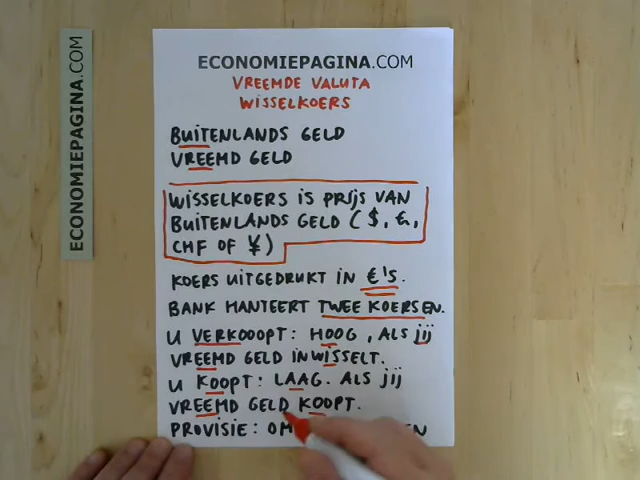 ECONOMIEPAGINA.COM
ECONOMIEPAGINA.COM
VREEMDE VALUTA
WISSELKOERS
BUITENLANDS GELD
VREEMD GELD
WISSELKOERS IS PRIJS VAN
BUITENLANDS GELD ($, £,
CHF OF ¥)
KOERS UITGEDRUKT IN €'S.
BANK HANTEERT TWEE KOERSEN.
U VERKOOOPT: HOOG, ALS JIJ
VREEMD GELD INWISSELT.
U KOOPT: LAAG. ALS JIJ
VREEMD GELD KOOPT.
PROVISIE: